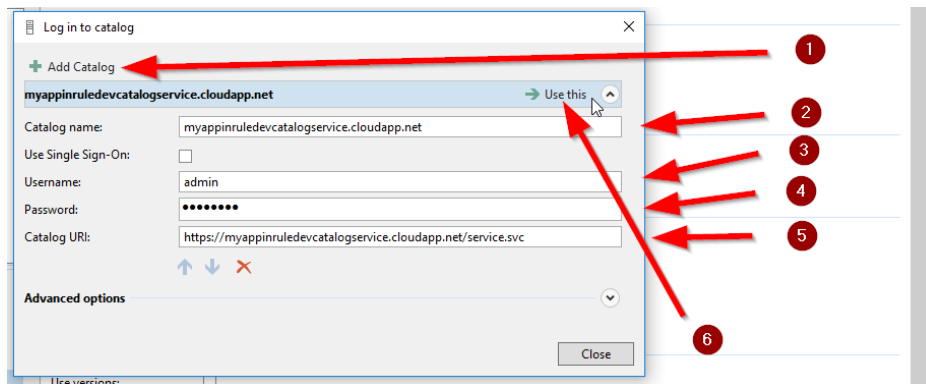 Log in to catalog
1
Add Catalog
myappinruledevcatalogservice.cloudapp.net Use this
2
Catalog name: myappinruledevcatalogservice.cloudapp.net
Use Single Sign-On:
3
Username: admin
4
Password: ●●●●●●●●
5
Catalog URI: https://myappinruledevcatalogservice.cloudapp.net/service.svc
Advanced options
6
Close
Use versions: